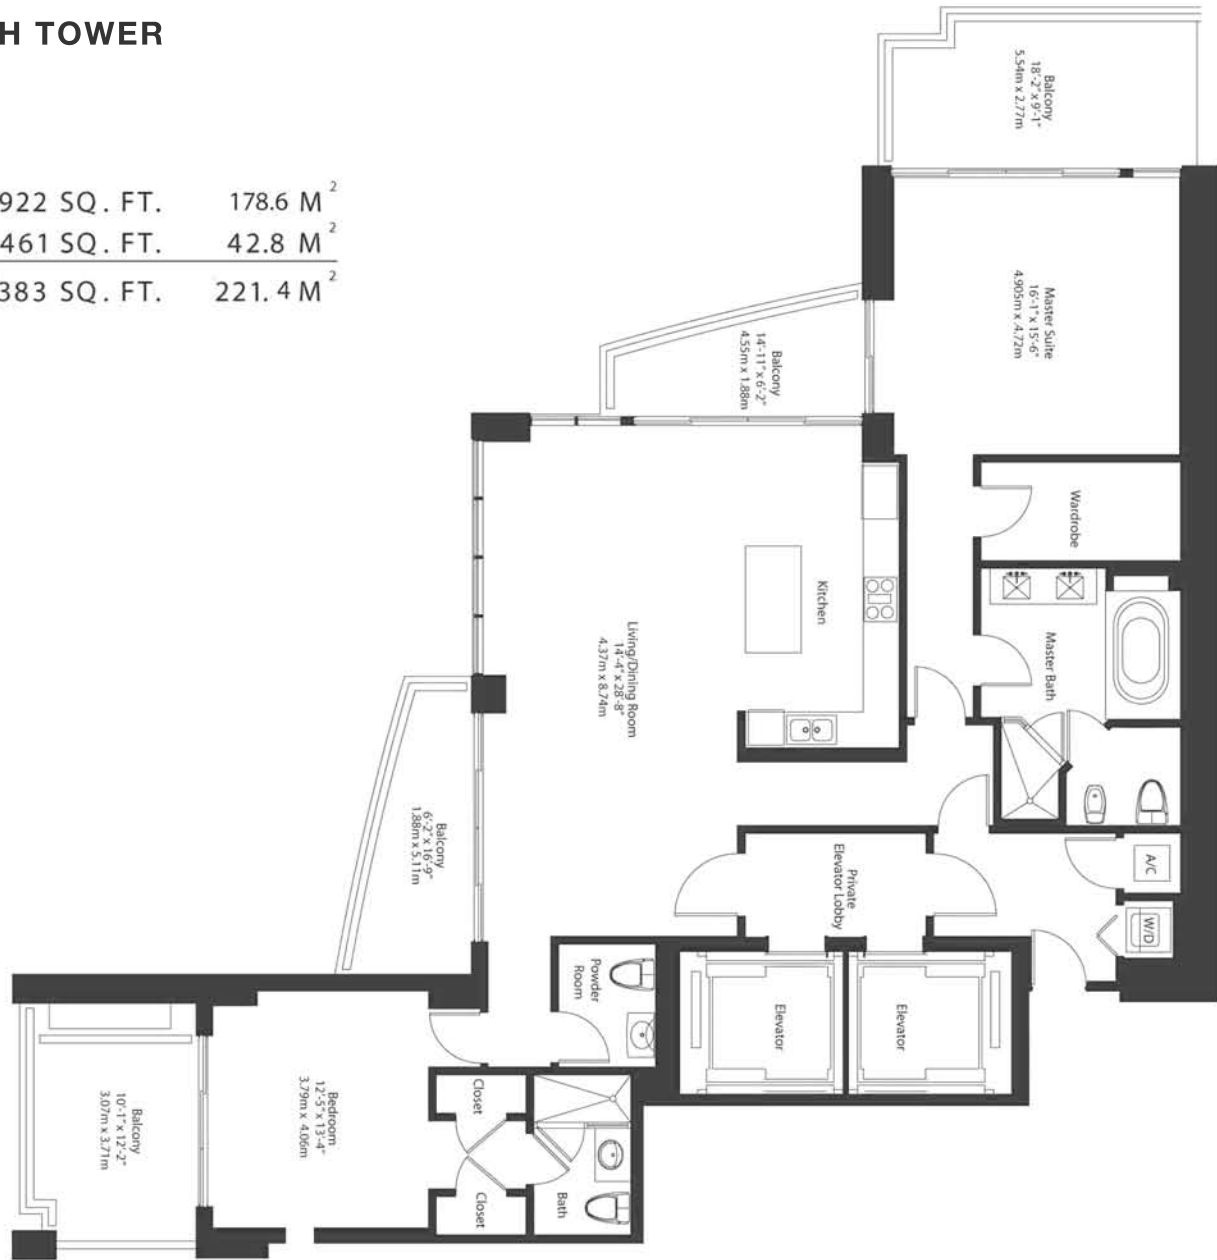 H TOWER
922 SQ. FT. 178.6 M²
461 SQ. FT. 42.8 M²
383 SQ. FT. 221.4 M²
Balcony
18'-2" x 9'-1"
5.54m x 2.77m
Master Suite
16'-1" x 15'-6"
4.905m x 4.72m
Balcony
14'-11" x 6'-2"
4.55m x 1.88m
Wardrobe
Kitchen
Master Bath
Living/Dining Room
14'-4" x 28'-8"
4.37m x 8.74m
Balcony
6'-2" x 16'-9"
1.88m x 5.11m
Private
Elevator Lobby
A/C
W/D
Powder
Room
Elevator
Elevator
Bedroom
12'-5" x 13'-4"
3.79m x 4.06m
Closet
Closet
Bath
Balcony
10'-1" x 12'-2"
3.07m x 3.71m